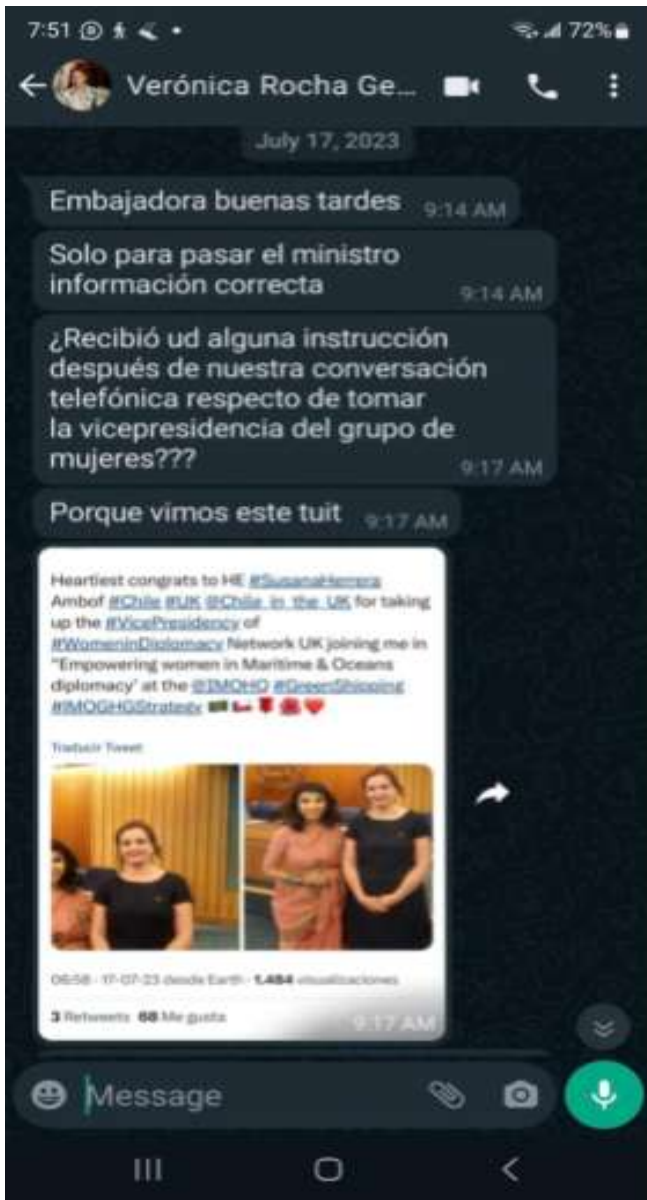 7:51
72%
Verónica Rocha Ge...
July 17, 2023
Embajadora buenas tardes 9:14 AM
Solo para pasar el ministro
información correcta 9:14 AM
¿Recibió ud alguna instrucción
después de nuestra conversación
telefónica respecto de tomar
la vicepresidencia del grupo de
mujeres??? 9:17 AM
Porque vimos este tuit 9:17 AM
Heartiest congrats to HE #SusanaHerrera
Ambof #Chile #UK @Chile_in_the_UK for taking
up the #VicePresidency of
#WomeninDiplomacy Network UK joining me in
"Empowering women in Maritime & Oceans
diplomacy' at the @IMOHQ #GreenShipping
#IMOGHGStrategy
Traducir Tweet
06:58 · 17-07-23 desde Earth · 1.484 visualizaciones
3 Retweets 68 Me gusta 9:17 AM
Message